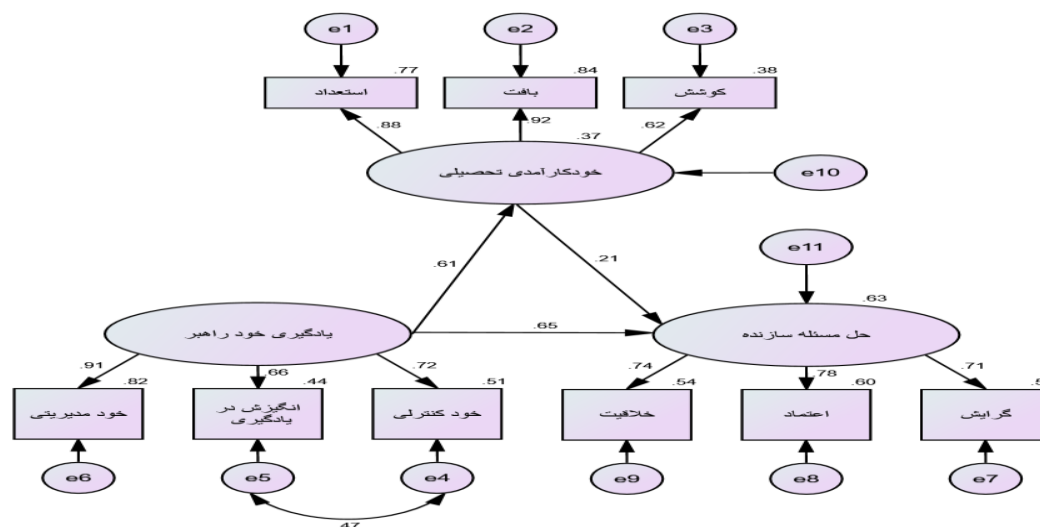 e1 e2 e3
.77 .84 .38
استعداد بافت کوشش
.88 .92 .62 .37
خودکارآمدی تحصیلی e10
e11
.61 .21
.63
یادگیری خود راهبر .65 حل مسئله سازنده
.91 .66 .72 .74 .78 .71
.82 .44 .51 .54 .60
خود مدیریتی انگیزش در یادگیری خود کنترلی خلاقیت اعتماد گرایش
e6 e5 e4 e9 e8 e7
.47